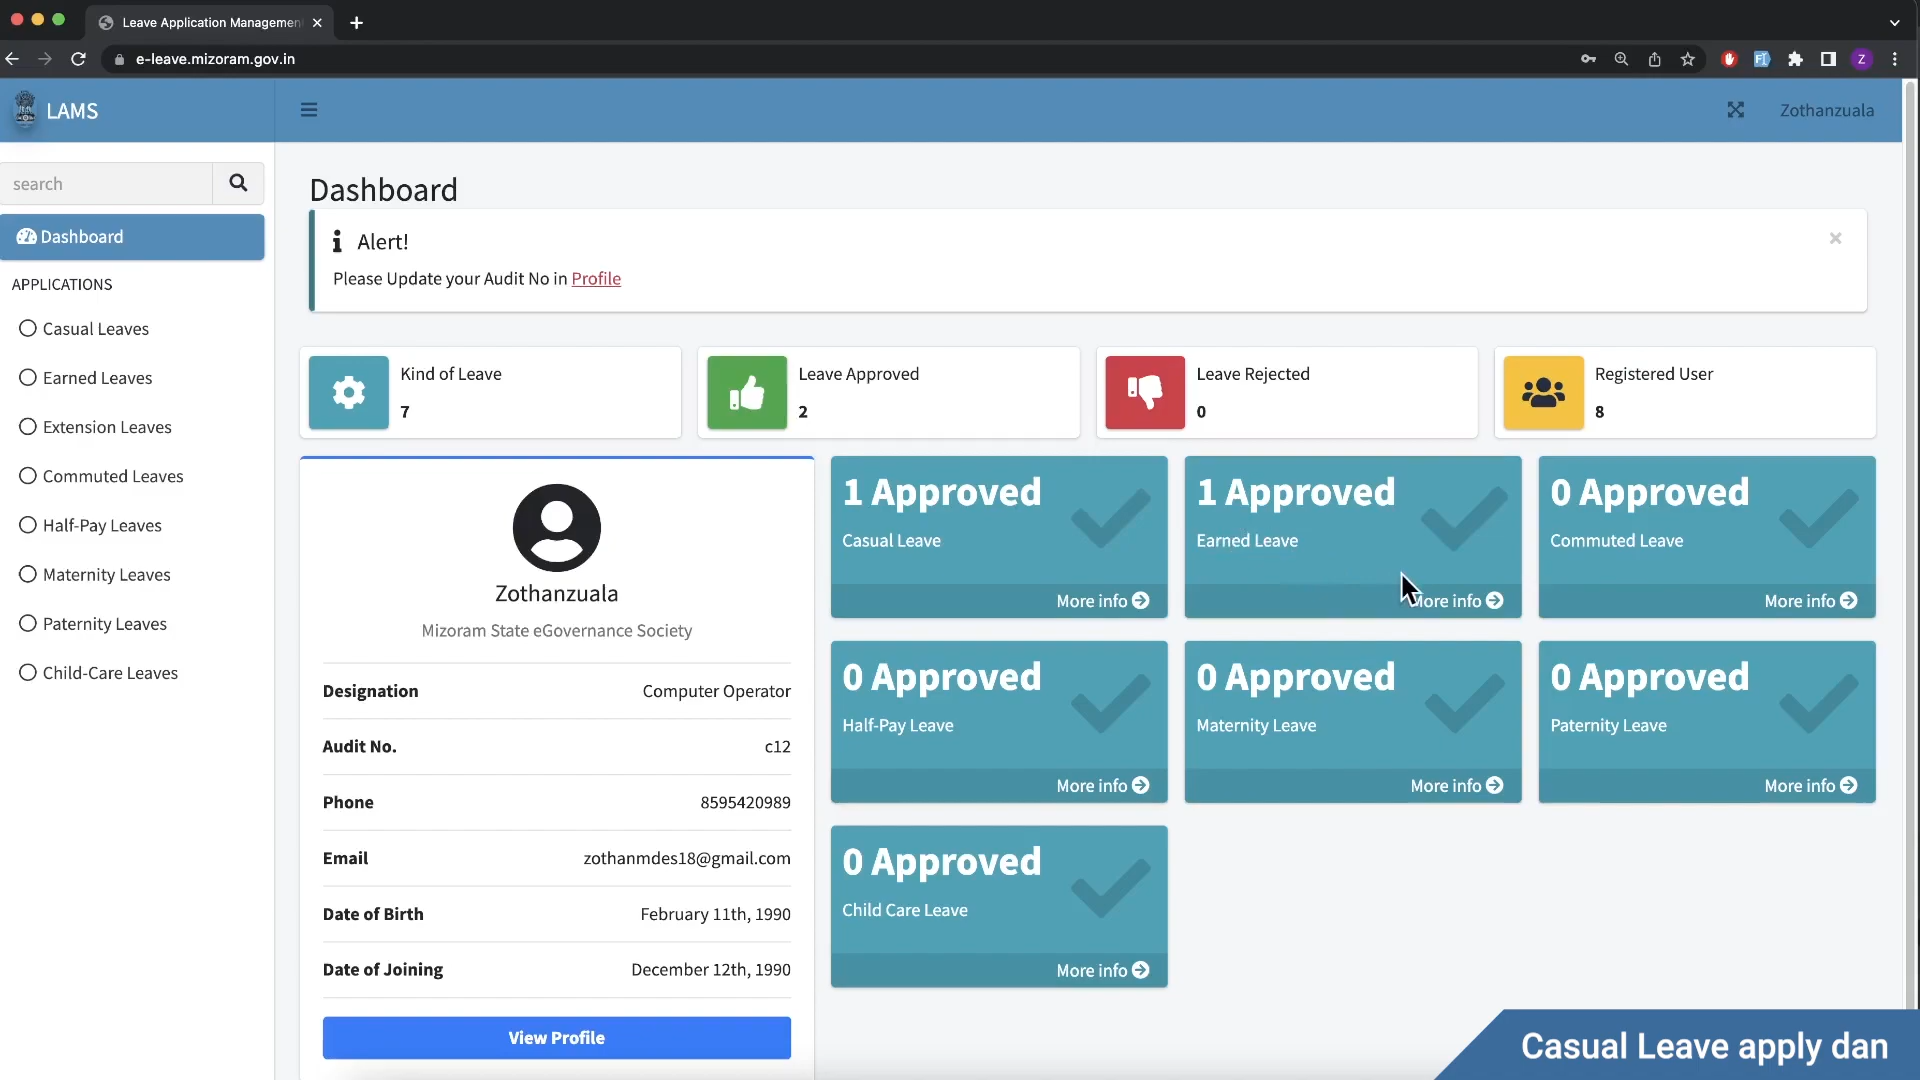 Leave Application Managemen
e-leave.mizoram.gov.in
Z
LAMS
Zothanzuala
search
Dashboard
APPLICATIONS
Casual Leaves
Earned Leaves
Extension Leaves
Commuted Leaves
Half-Pay Leaves
Maternity Leaves
Paternity Leaves
Child-Care Leaves
Dashboard
Alert!
Please Update your Audit No in Profile
Kind of Leave
7
Leave Approved
2
Leave Rejected
0
Registered User
8
Zothanzuala
Mizoram State eGovernance Society
Designation Computer Operator
Audit No. c12
Phone 8595420989
Email zothanmdes18@gmail.com
Date of Birth February 11th, 1990
Date of Joining December 12th, 1990
View Profile
1 Approved
Casual Leave
More info
1 Approved
Earned Leave
More info
0 Approved
Commuted Leave
More info
0 Approved
Half-Pay Leave
More info
0 Approved
Maternity Leave
More info
0 Approved
Paternity Leave
More info
0 Approved
Child Care Leave
More info
Casual Leave apply dan